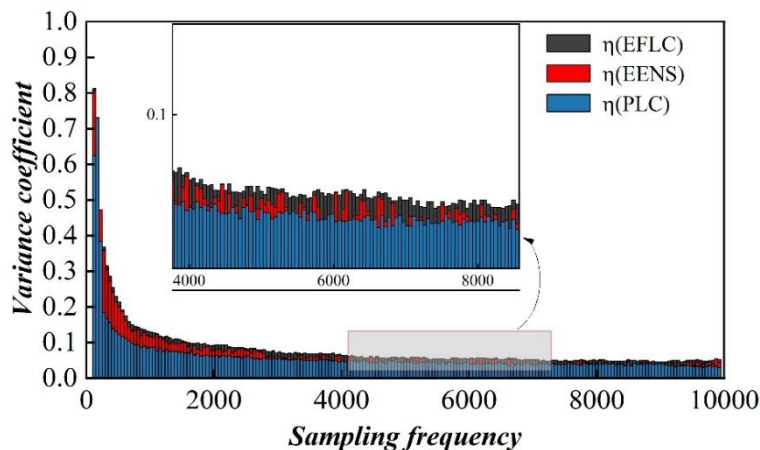 Variance coefficient
1.0
0.9
0.8
0.7
0.6
0.5
0.4
0.3
0.2
0.1
0.0
0.1
4000 6000 8000
η(EFLC)
η(EENS)
η(PLC)
0 2000 4000 6000 8000 10000
Sampling frequency